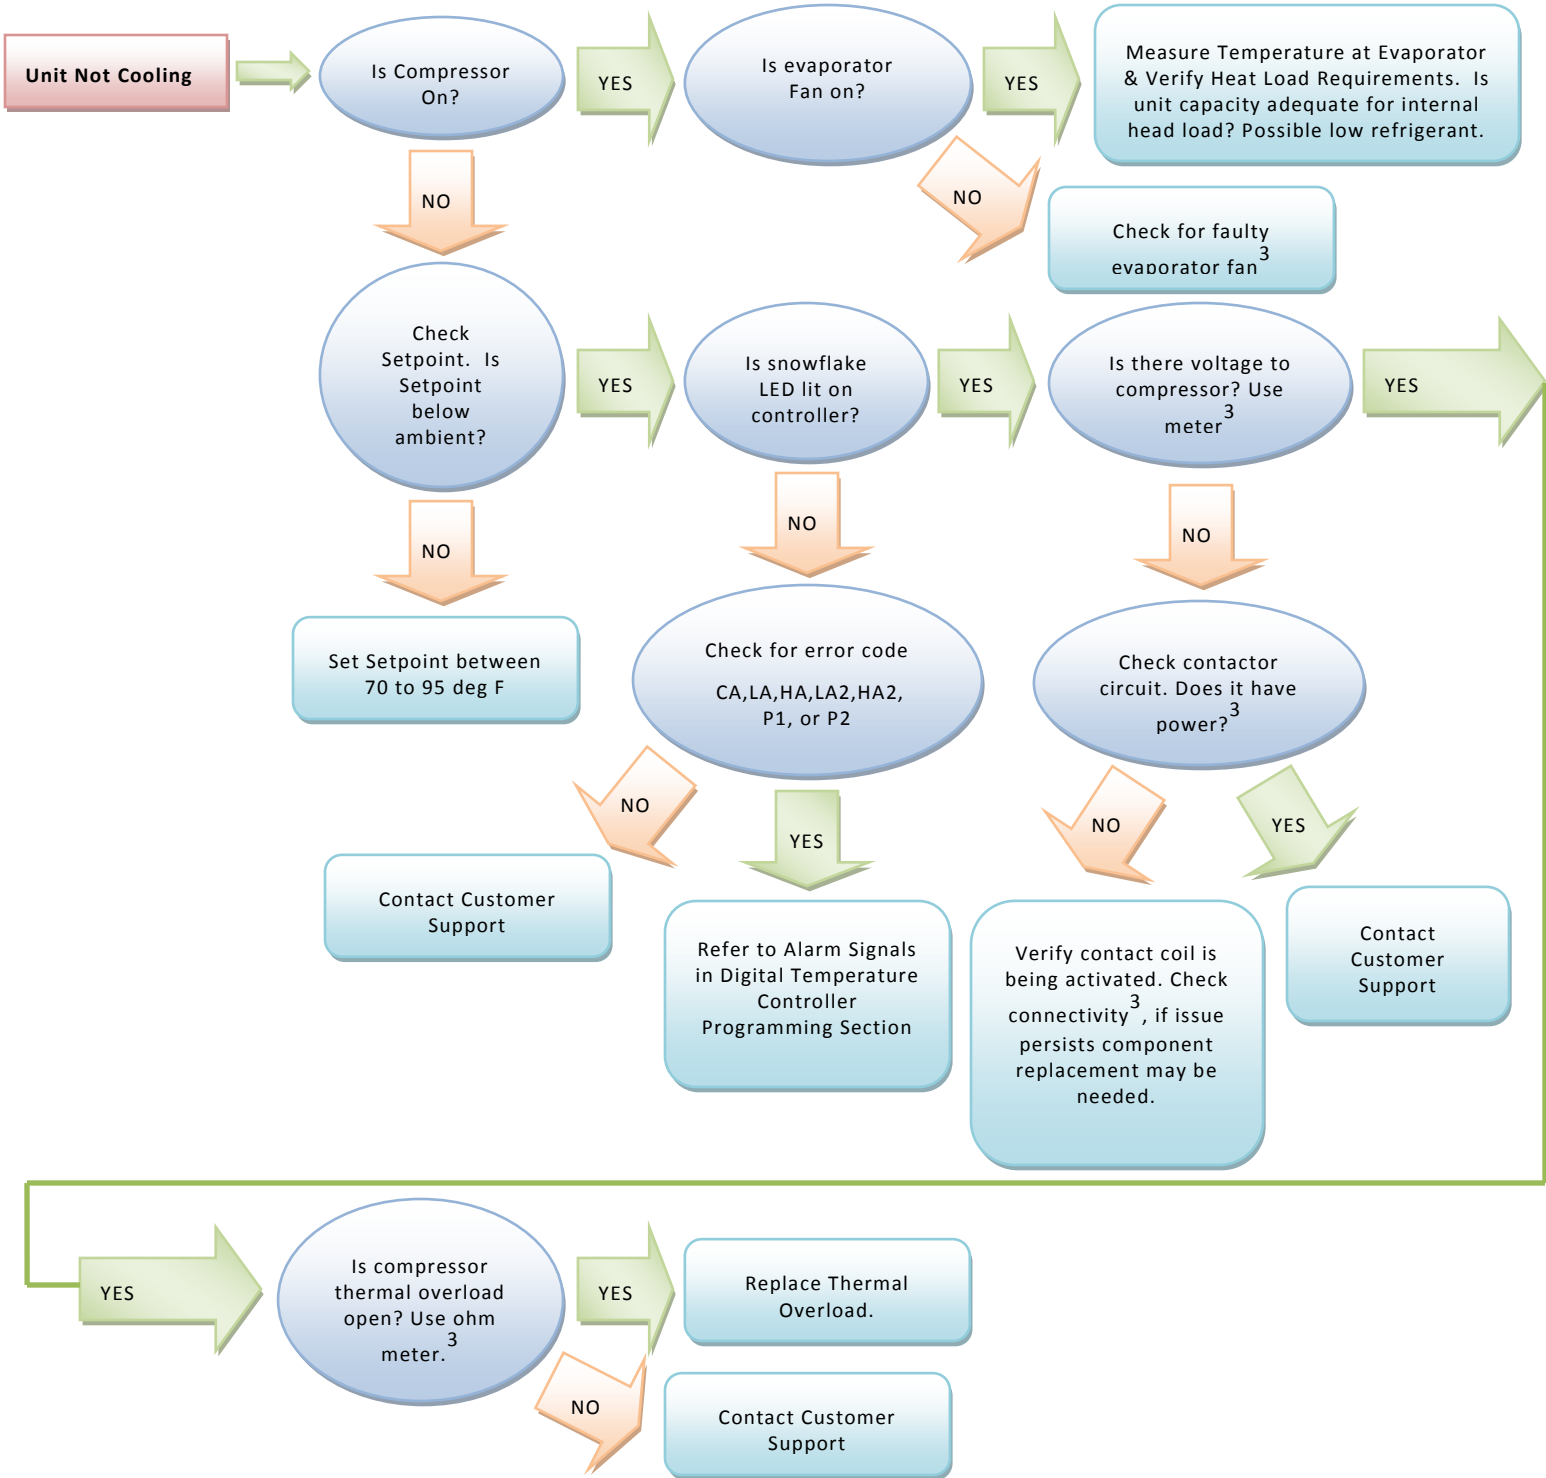 Unit Not Cooling
Is Compressor
On?
YES
Is evaporator
Fan on?
YES
Measure Temperature at Evaporator
& Verify Heat Load Requirements. Is
unit capacity adequate for internal
head load? Possible low refrigerant.
NO
NO
Check for faulty
evaporator fan3
Check
Setpoint. Is
Setpoint
below
ambient?
YES
Is snowflake
LED lit on
controller?
YES
Is there voltage to
compressor? Use
meter3
YES
NO
NO
NO
Set Setpoint between
70 to 95 deg F
Check for error code
CA,LA,HA,LA2,HA2,
P1, or P2
Check contactor
circuit. Does it have
power?3
NO
YES
NO
YES
Contact Customer
Support
Refer to Alarm Signals
in Digital Temperature
Controller
Programming Section
Verify contact coil is
being activated. Check
connectivity3, if issue
persists component
replacement may be
needed.
Contact
Customer
Support
YES
Is compressor
thermal overload
open? Use ohm
meter.3
YES
Replace Thermal
Overload.
NO
Contact Customer
Support